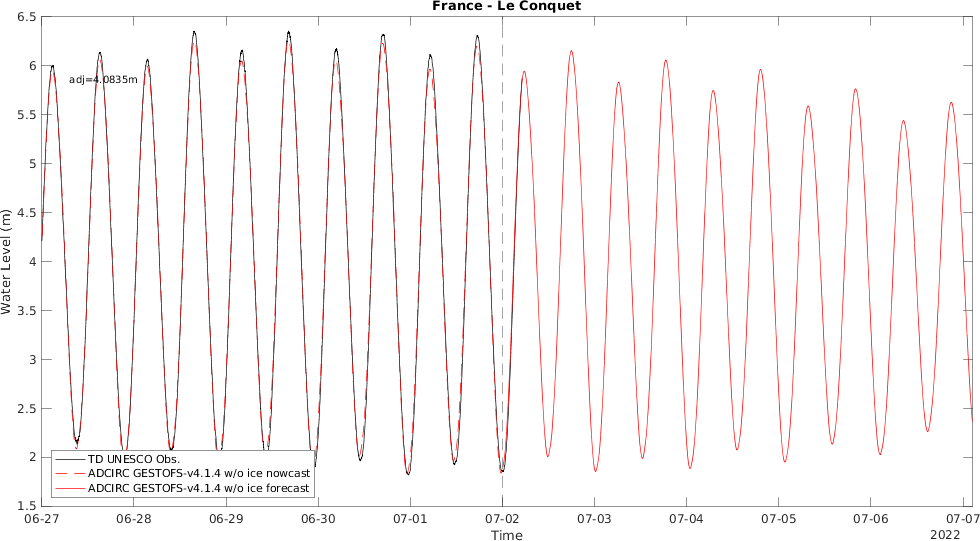 France - Le Conquet
6.5
6
5.5
5
4.5
4
3.5
3
2.5
2
1.5
Water Level (m)
adj=4.0835m
TD UNESCO Obs.
ADCIRC GESTOFS-v4.1.4 w/o ice nowcast
ADCIRC GESTOFS-v4.1.4 w/o ice forecast
06-27 06-28 06-29 06-30 07-01 07-02 07-03 07-04 07-05 07-06 07-07
Time
2022